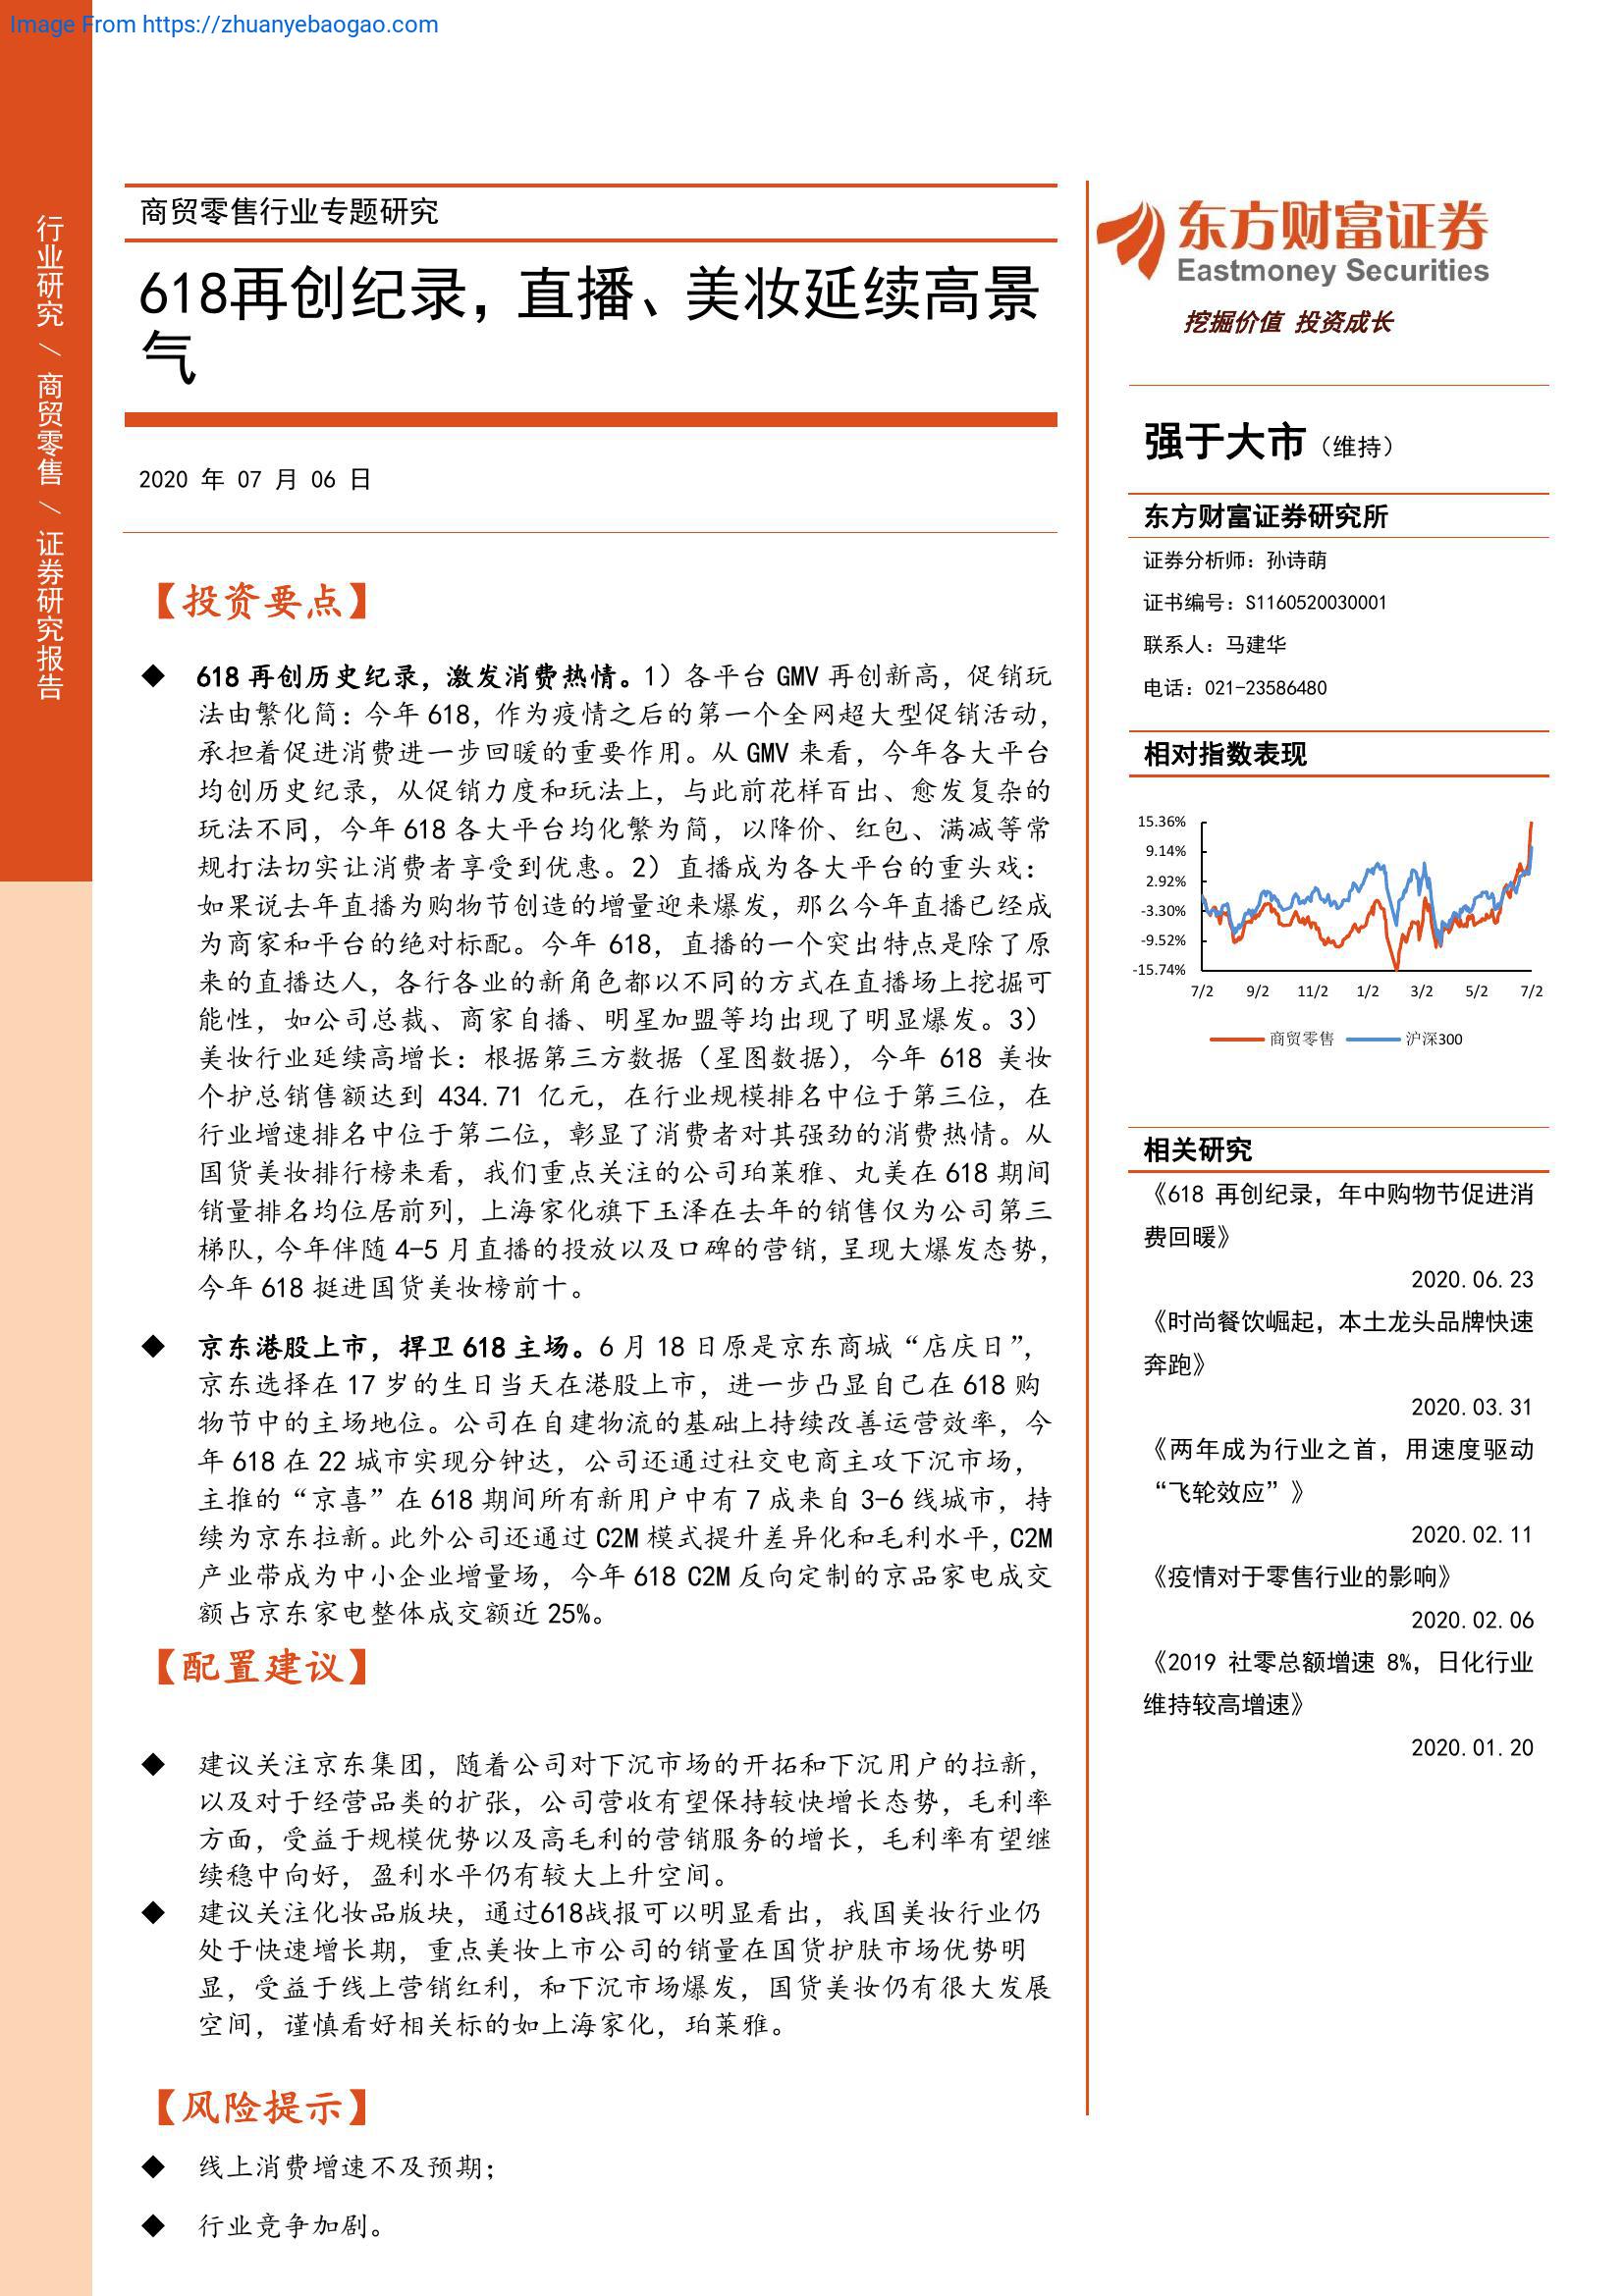 Image From https://zhuanyebaogao.com
行业研究 / 商贸零售 / 证券研究报告
商贸零售行业专题研究
618再创纪录，直播、美妆延续高景
气
2020 年 07 月 06 日
【投资要点】
◆ 618 再创历史纪录，激发消费热情。1）各平台 GMV 再创新高，促销玩
法由繁化简：今年 618，作为疫情之后的第一个全网超大型促销活动，
承担着促进消费进一步回暖的重要作用。从 GMV 来看，今年各大平台
均创历史纪录，从促销力度和玩法上，与此前花样百出、愈发复杂的
玩法不同，今年 618 各大平台均化繁为简，以降价、红包、满减等常
规打法切实让消费者享受到优惠。2）直播成为各大平台的重头戏：
如果说去年直播为购物节创造的增量迎来爆发，那么今年直播已经成
为商家和平台的绝对标配。今年 618，直播的一个突出特点是除了原
来的直播达人，各行各业的新角色都以不同的方式在直播场上挖掘可
能性，如公司总裁、商家自播、明星加盟等均出现了明显爆发。3）
美妆行业延续高增长：根据第三方数据（星图数据），今年 618 美妆
个护总销售额达到 434.71 亿元，在行业规模排名中位于第三位，在
行业增速排名中位于第二位，彰显了消费者对其强劲的消费热情。从
国货美妆排行榜来看，我们重点关注的公司珀莱雅、丸美在 618 期间
销量排名均位居前列，上海家化旗下玉泽在去年的销售仅为公司第三
梯队，今年伴随 4-5 月直播的投放以及口碑的营销，呈现大爆发态势，
今年 618 挺进国货美妆榜前十。
◆ 京东港股上市，捍卫 618 主场。6 月 18 日原是京东商城“店庆日”，
京东选择在 17 岁的生日当天在港股上市，进一步凸显自己在 618 购
物节中的主场地位。公司在自建物流的基础上持续改善运营效率，今
年 618 在 22 城市实现分钟达，公司还通过社交电商主攻下沉市场，
主推的“京喜”在 618 期间所有新用户中有 7 成来自 3-6 线城市，持
续为京东拉新。此外公司还通过 C2M 模式提升差异化和毛利水平，C2M
产业带成为中小企业增量场，今年 618 C2M 反向定制的京品家电成交
额占京东家电整体成交额近 25%。
【配置建议】
◆ 建议关注京东集团，随着公司对下沉市场的开拓和下沉用户的拉新，
以及对于经营品类的扩张，公司营收有望保持较快增长态势，毛利率
方面，受益于规模优势以及高毛利的营销服务的增长，毛利率有望继
续稳中向好，盈利水平仍有较大上升空间。
◆ 建议关注化妆品版块，通过618战报可以明显看出，我国美妆行业仍
处于快速增长期，重点美妆上市公司的销量在国货护肤市场优势明
显，受益于线上营销红利，和下沉市场爆发，国货美妆仍有很大发展
空间，谨慎看好相关标的如上海家化，珀莱雅。
【风险提示】
◆ 线上消费增速不及预期；
◆ 行业竞争加剧。
东方财富证券
Eastmoney Securities
挖掘价值 投资成长
强于大市（维持）
东方财富证券研究所
证券分析师：孙诗萌
证书编号：S1160520030001
联系人：马建华
电话：021-23586480
相对指数表现
15.36%
9.14%
2.92%
-3.30%
-9.52%
-15.74%
7/2 9/2 11/2 1/2 3/2 5/2 7/2
商贸零售 沪深300
相关研究
《618 再创纪录，年中购物节促进消
费回暖》
2020.06.23
《时尚餐饮崛起，本土龙头品牌快速
奔跑》
2020.03.31
《两年成为行业之首，用速度驱动
“飞轮效应”》
2020.02.11
《疫情对于零售行业的影响》
2020.02.06
《2019 社零总额增速 8%，日化行业
维持较高增速》
2020.01.20